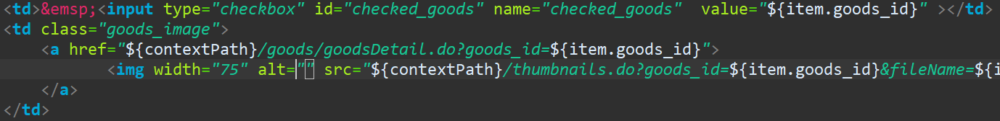 <td>&emsp;<input type="checkbox" id="checked_goods" name="checked_goods"  value="${item.goods_id}" ></td>
<td class="goods_image">
    <a href="${contextPath}/goods/goodsDetail.do?goods_id=${item.goods_id}">
            <img width="75" alt="" src="${contextPath}/thumbnails.do?goods_id=${item.goods_id}&fileName=${i
    </a>
</td>